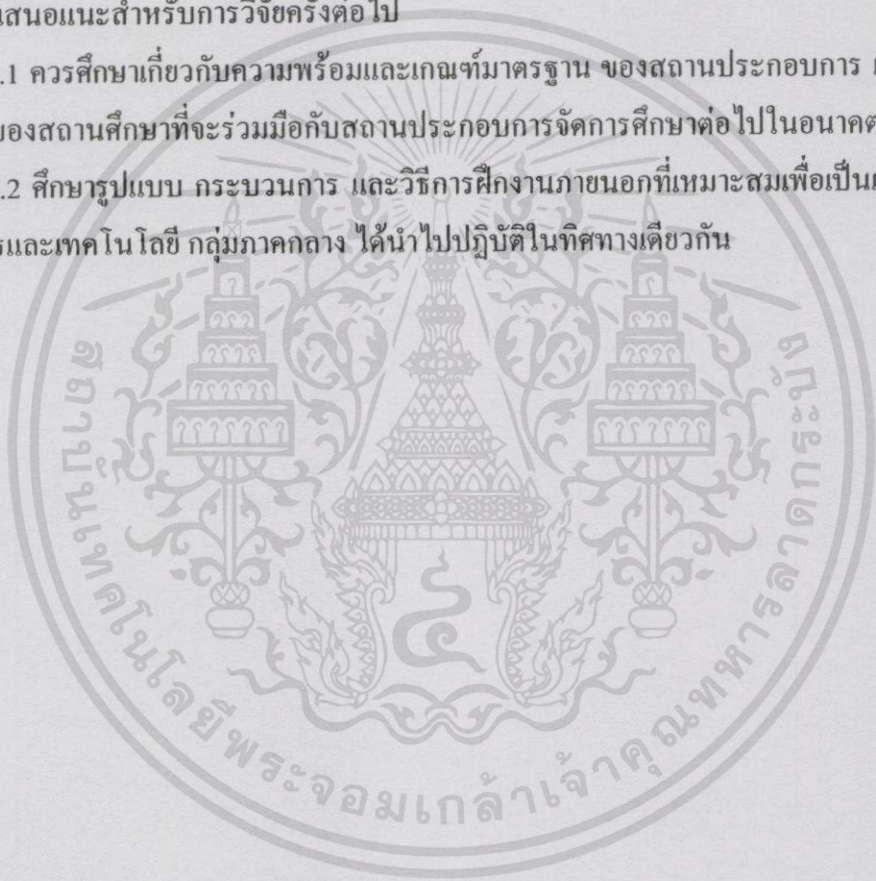 เสนอแนะสำหรับการวิจัยครั้งต่อไป
.1 ควรศึกษาเกี่ยวกับความพร้อมและเกณฑ์มาตรฐาน ของสถานประกอบการ
ของสถานศึกษาที่จะร่วมมือกับสถานประกอบการจัดการศึกษาต่อไปในอนาคต
.2 ศึกษารูปแบบ กระบวนการ และวิธีการฝึกงานภายนอกที่เหมาะสมเพื่อเป็น
และเทคโนโลยี กลุ่มภาคกลาง ได้นำไปปฏิบัติในทิศทางเดียวกัน
สถาบันเทคโนโลยีพระจอมเกล้าเจ้าคุณทหารลาดกระบัง